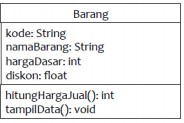 Barang
kode: String
namaBarang: String
hargaDasar: int
diskon: float
hitungHargaJual(): int
tampilData(): void